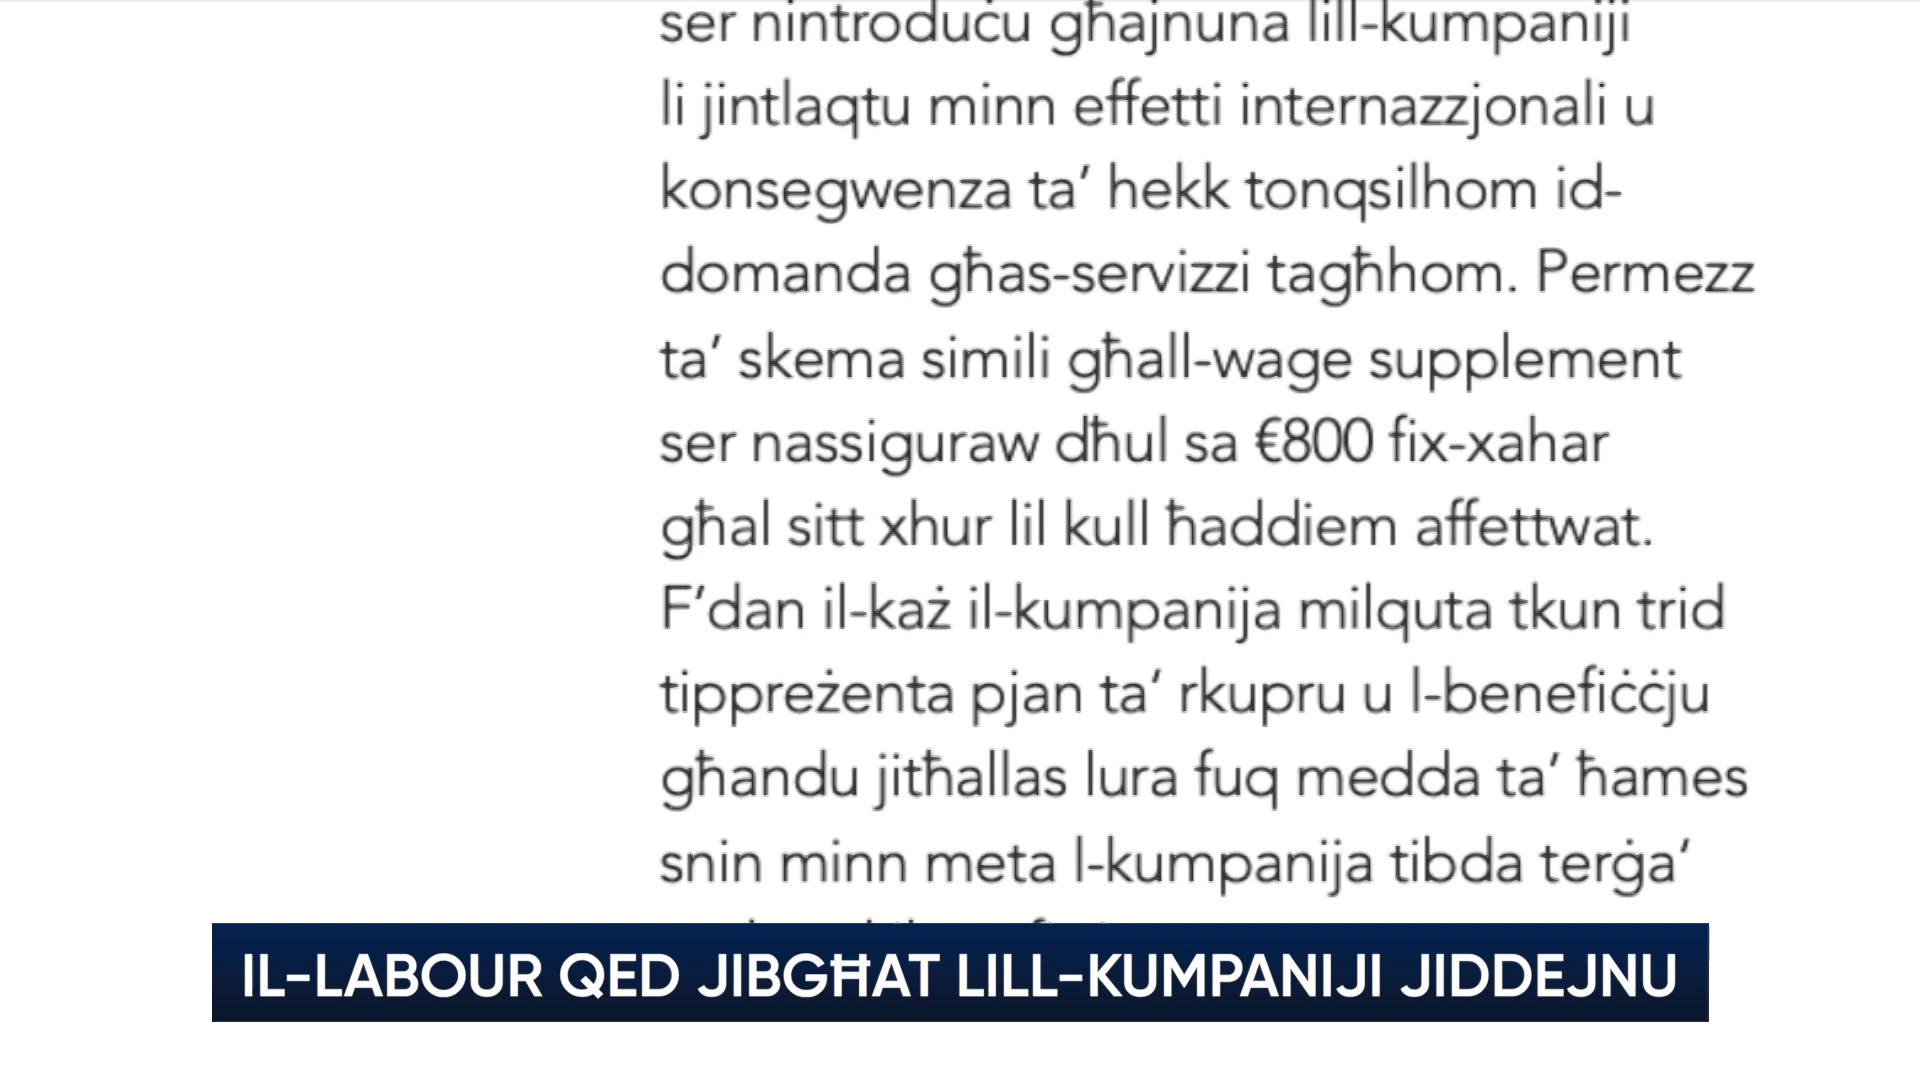 ser nintroduċu għajnuna lill-kumpaniji
li jintlaqtu minn effetti internazzjonali u
konsegwenza ta’ hekk tonqsilhom id-
domanda għas-servizzi tagħhom. Permezz
ta’ skema simili għall-wage supplement
ser nassiguraw dħul sa €800 fix-xahar
għal sitt xhur lil kull ħaddiem affettwat.
F’dan il-każ il-kumpanija milquta tkun trid
tippreżenta pjan ta’ rkupru u l-benefiċċju
għandu jitħallas lura fuq medda ta’ ħames
snin minn meta l-kumpanija tibda terġa’
IL-LABOUR QED JIBGĦAT LILL-KUMPANIJI JIDDEJNU